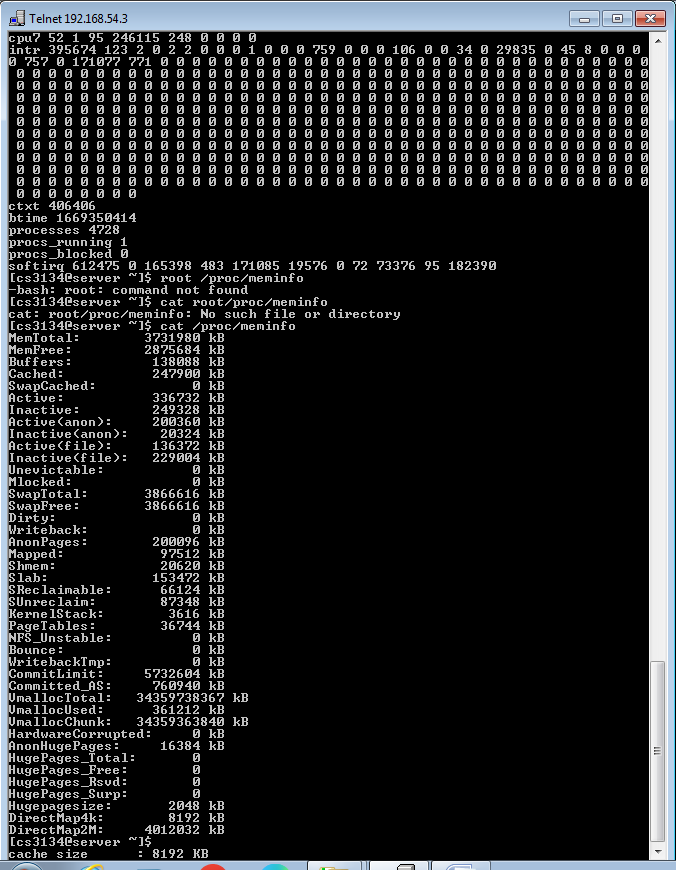 Telnet 192.168.54.3
cpu7 52 1 95 246115 248 0 0 0 0
intr 395674 123 2 0 2 2 0 0 0 1 0 0 0 759 0 0 0 106 0 0 34 0 29835 0 45 8 0 0 0
0 757 0 171077 771 0 0 0 0 0 0 0 0 0 0 0 0 0 0 0 0 0 0 0 0 0 0 0 0 0 0 0 0 0 0 0
0 0 0 0 0 0 0 0 0 0 0 0 0 0 0 0 0 0 0 0 0 0 0 0 0 0 0 0 0 0 0 0 0 0 0 0 0 0 0 0
0 0 0 0 0 0 0 0 0 0 0 0 0 0 0 0 0 0 0 0 0 0 0 0 0 0 0 0 0 0 0 0 0 0 0 0 0 0 0 0
0 0 0 0 0 0 0 0 0 0 0 0 0 0 0 0 0 0 0 0 0 0 0 0 0 0 0 0 0 0 0 0 0 0 0 0 0 0 0 0
0 0 0 0 0 0 0 0 0 0 0 0 0 0 0 0 0 0 0 0 0 0 0 0 0 0 0 0 0 0 0 0 0 0 0 0 0 0 0 0
0 0 0 0 0 0 0 0 0 0 0 0 0 0 0 0 0 0 0 0 0 0 0 0 0 0 0 0 0 0 0 0 0 0 0 0 0 0 0 0
0 0 0 0 0 0 0 0 0 0 0 0 0 0 0 0 0 0 0 0 0 0 0 0 0 0 0 0 0 0 0 0 0 0 0 0 0 0 0 0
0 0 0 0 0 0 0 0 0 0 0 0 0 0 0 0 0 0 0 0 0 0 0 0 0 0 0 0 0 0 0 0 0 0 0 0 0 0 0 0
0 0 0 0 0 0 0 0 0 0 0 0 0 0 0 0 0 0 0 0 0 0 0 0 0 0 0 0 0 0 0 0 0 0 0 0 0 0 0 0
0 0 0 0 0 0 0 0 0 0 0 0 0 0 0 0 0 0 0 0 0 0 0 0 0 0 0 0 0 0 0 0 0 0 0 0 0 0 0 0
0 0 0 0 0 0 0 0 0 0 0 0 0 0 0 0 0 0 0 0 0 0 0 0 0 0 0 0 0 0 0 0 0 0 0 0 0 0 0 0
0 0 0 0 0 0 0 0
ctxt 406406
btime 1669350414
processes 4728
procs_running 1
procs_blocked 0
softirq 612475 0 165398 483 171085 19576 0 72 73376 95 182390
[cs3134@server ~]$ root /proc/meminfo
-bash: root: command not found
[cs3134@server ~]$ cat root/proc/meminfo
cat: root/proc/meminfo: No such file or directory
[cs3134@server ~]$ cat /proc/meminfo
MemTotal: 3731980 kB
MemFree: 2875684 kB
Buffers: 138088 kB
Cached: 247900 kB
SwapCached: 0 kB
Active: 336732 kB
Inactive: 249328 kB
Active(anon): 200360 kB
Inactive(anon): 20324 kB
Active(file): 136372 kB
Inactive(file): 229004 kB
Unevictable: 0 kB
Mlocked: 0 kB
SwapTotal: 3866616 kB
SwapFree: 3866616 kB
Dirty: 0 kB
Writeback: 0 kB
AnonPages: 200096 kB
Mapped: 97512 kB
Shmem: 20620 kB
Slab: 153472 kB
SReclaimable: 66124 kB
SUnreclaim: 87348 kB
KernelStack: 3616 kB
PageTables: 36744 kB
NFS_Unstable: 0 kB
Bounce: 0 kB
WritebackTmp: 0 kB
CommitLimit: 5732604 kB
Committed_AS: 760940 kB
VmallocTotal: 34359738367 kB
VmallocUsed: 361212 kB
VmallocChunk: 34359363840 kB
HardwareCorrupted: 0 kB
AnonHugePages: 16384 kB
HugePages_Total: 0
HugePages_Free: 0
HugePages_Rsvd: 0
HugePages_Surp: 0
Hugepagesize: 2048 kB
DirectMap4k: 8192 kB
DirectMap2M: 4012032 kB
[cs3134@server ~]$
cache size : 8192 KB